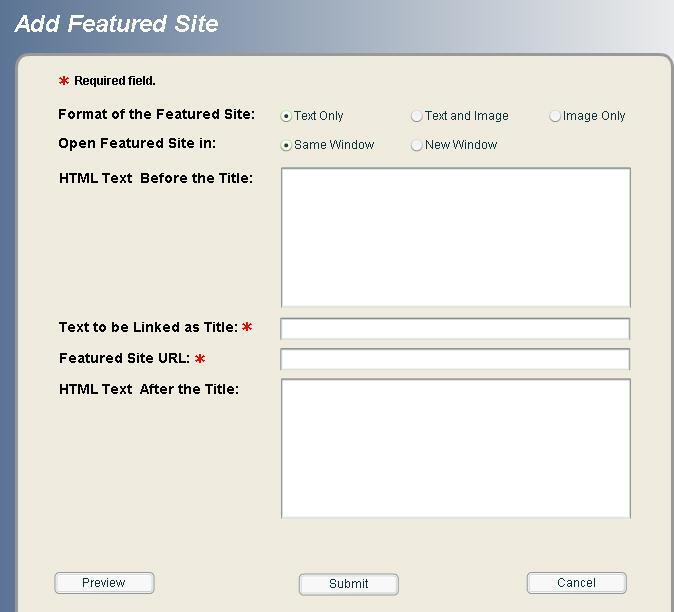 Add Featured Site
* Required field.
Format of the Featured Site: Text Only Text and Image Image Only
Open Featured Site in: Same Window New Window
HTML Text  Before the Title:
Text to be Linked as Title: *
Featured Site URL: *
HTML Text  After the Title:
Preview Submit Cancel